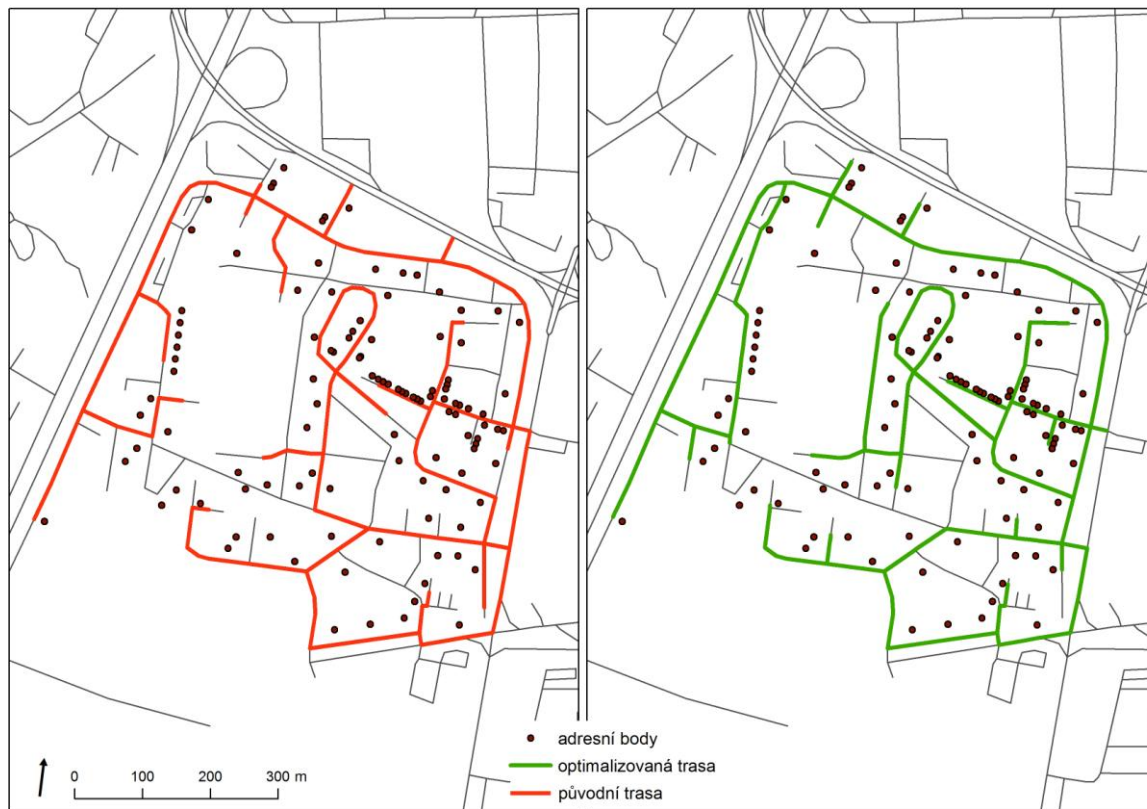 adresní body
optimalizovaná trasa
původní trasa
0 100 200 300 m